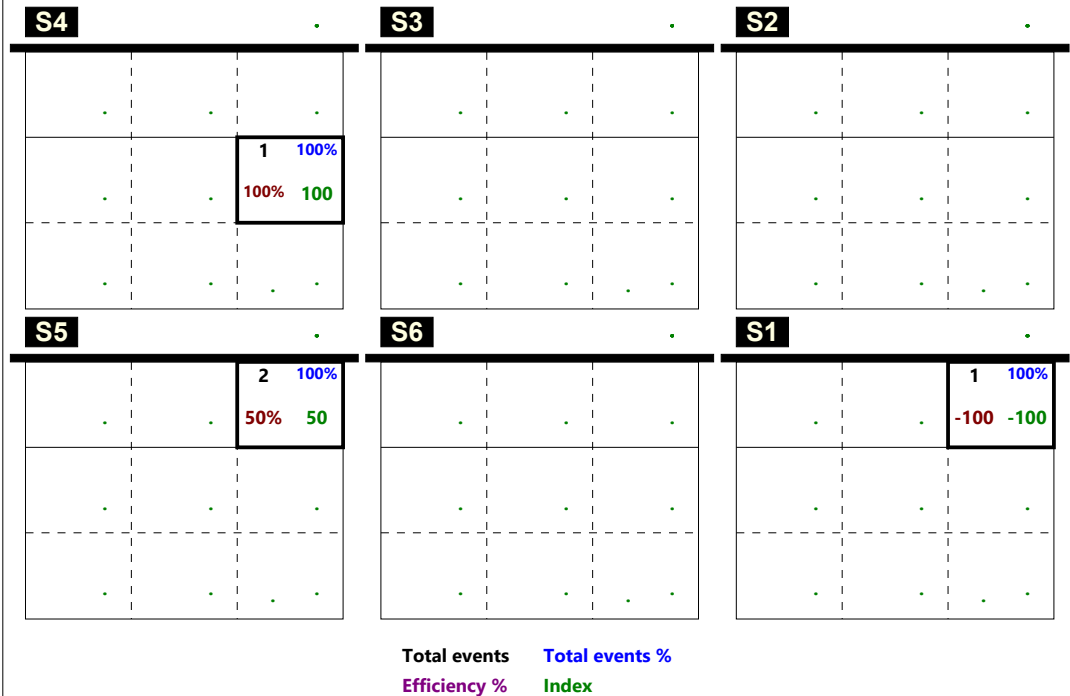 S4 S3 S2
1 100%
100% 100
S5 S6 S1
2 100% 1 100%
50% 50 -100 -100
Total events Total events %
Efficiency % Index